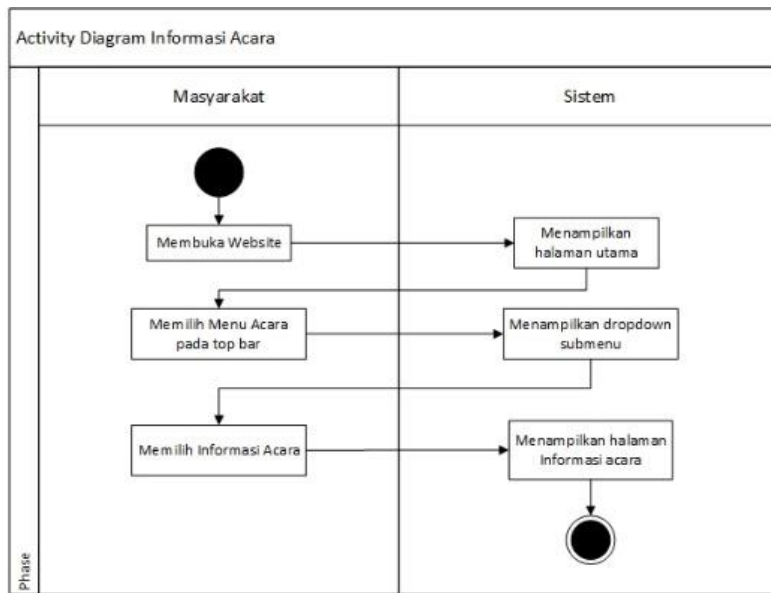 Activity Diagram Informasi Acara
Masyarakat
Sistem
Membuka Website
Menampilkan
halaman utama
Memilih Menu Acara
pada top bar
Menampilkan dropdown
submenu
Memilih Informasi Acara
Menampilkan halaman
Informasi acara
Phase